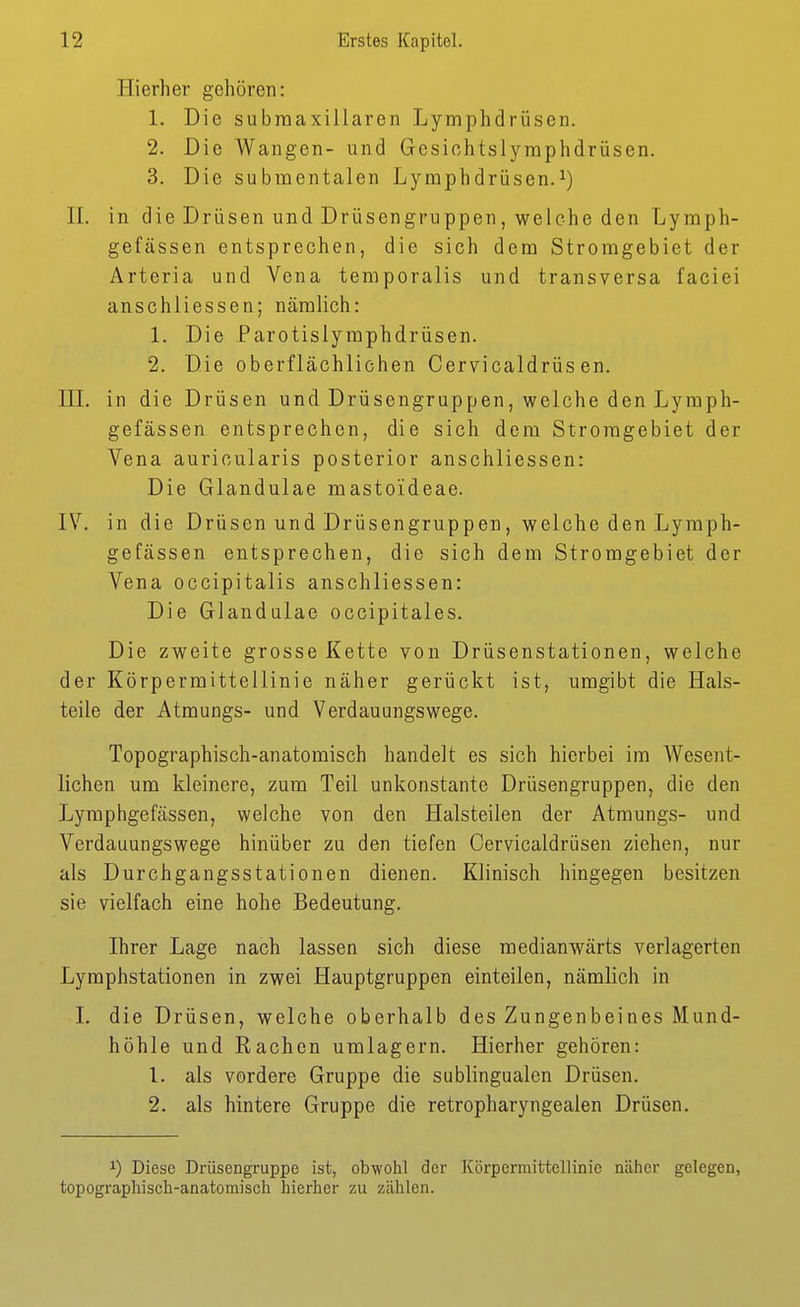 12 Erstes Kapitel.
Hierher gehören:
1. Die submaxillaren Lymphdrüsen.
2. Die Wangen- und Gesichtslymphdrüsen.
3. Die submentalen Lymphdrüsen.¹)
II. in die Drüsen und Drüsengruppen, welche den Lymph-
gefässen entsprechen, die sich dem Stromgebiet der
Arteria und Vena temporalis und transversa faciei
anschliessen; nämlich:
1. Die Parotislymphdrüsen.
2. Die oberflächlichen Cervicaldrüsen.
III. in die Drüsen und Drüsengruppen, welche den Lymph-
gefässen entsprechen, die sich dem Stromgebiet der
Vena auricularis posterior anschliessen:
Die Glandulae mastoïdeae.
IV. in die Drüsen und Drüsengruppen, welche den Lymph-
gefässen entsprechen, die sich dem Stromgebiet der
Vena occipitalis anschliessen:
Die Glandulae occipitales.
Die zweite grosse Kette von Drüsenstationen, welche
der Körpermittellinie näher gerückt ist, umgibt die Hals-
teile der Atmungs- und Verdauungswege.
Topographisch-anatomisch handelt es sich hierbei im Wesent-
lichen um kleinere, zum Teil unkonstante Drüsengruppen, die den
Lymphgefässen, welche von den Halsteilen der Atmungs- und
Verdauungswege hinüber zu den tiefen Cervicaldrüsen ziehen, nur
als Durchgangsstationen dienen. Klinisch hingegen besitzen
sie vielfach eine hohe Bedeutung.
Ihrer Lage nach lassen sich diese medianwärts verlagerten
Lymphstationen in zwei Hauptgruppen einteilen, nämlich in
I. die Drüsen, welche oberhalb des Zungenbeines Mund-
höhle und Rachen umlagern. Hierher gehören:
1. als vordere Gruppe die sublingualen Drüsen.
2. als hintere Gruppe die retropharyngealen Drüsen.
¹) Diese Drüsengruppe ist, obwohl der Körpermittellinie näher gelegen,
topographisch-anatomisch hierher zu zählen.